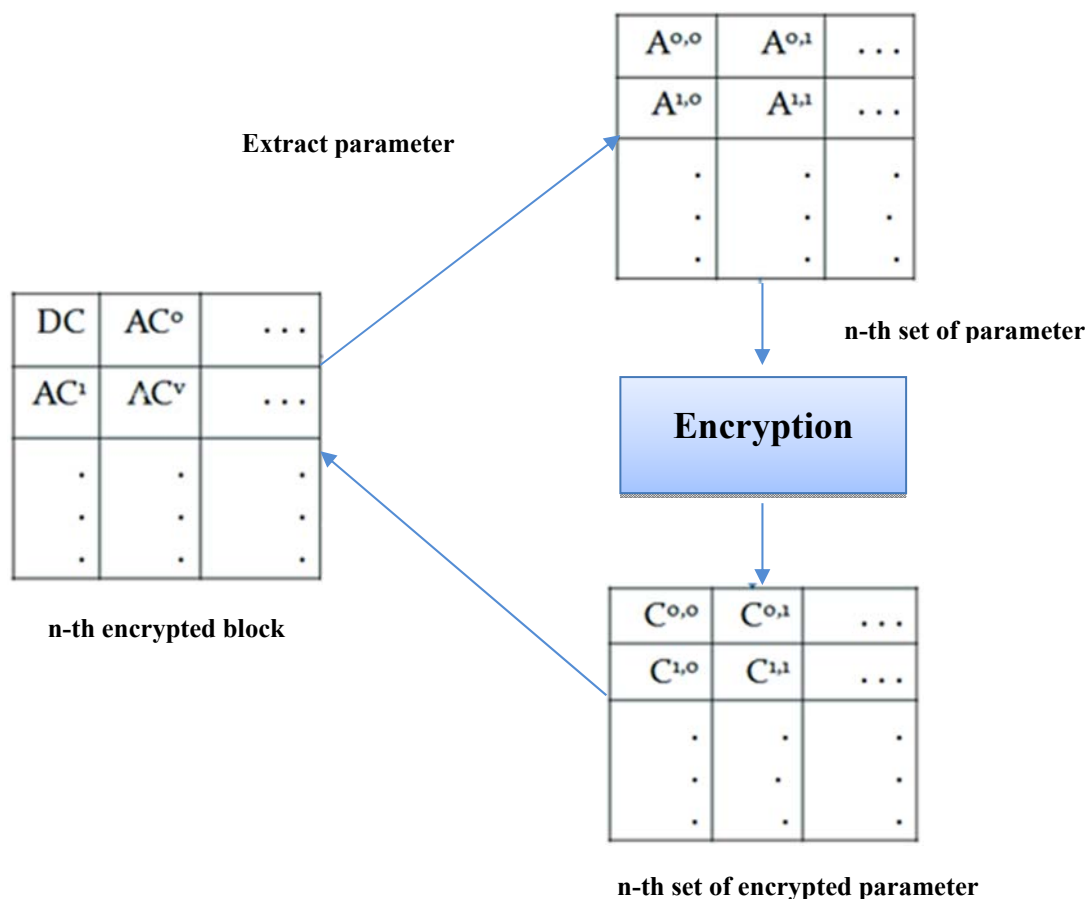 A⁰,⁰ A⁰,¹ ...
A¹,⁰ A¹,¹ ...
Extract parameter
n-th set of parameter
DC AC⁰ ...
AC¹ ΛCᵛ ...
Encryption
n-th encrypted block
C⁰,⁰ C⁰,¹ ...
C¹,⁰ C¹,¹ ...
n-th set of encrypted parameter